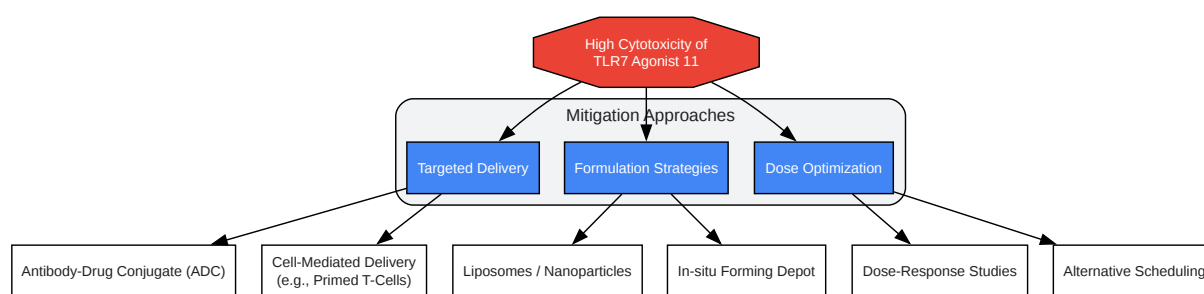 High Cytotoxicity of
TLR7 Agonist 11
Mitigation Approaches
Targeted Delivery
Formulation Strategies
Dose Optimization
Antibody-Drug Conjugate (ADC)
Cell-Mediated Delivery
(e.g., Primed T-Cells)
Liposomes / Nanoparticles
In-situ Forming Depot
Dose-Response Studies
Alternative Scheduling